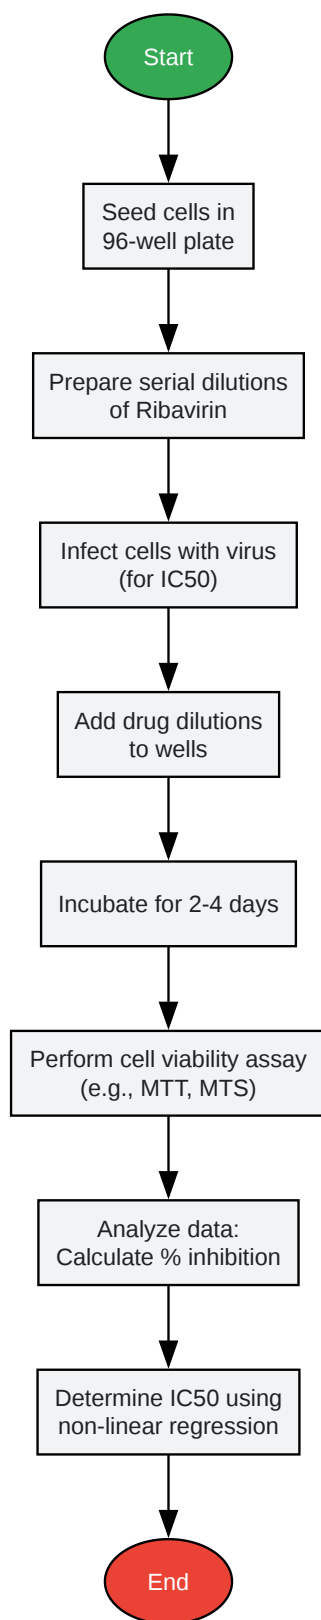 Start
Seed cells in
96-well plate
Prepare serial dilutions
of Ribavirin
Infect cells with virus
(for IC50)
Add drug dilutions
to wells
Incubate for 2-4 days
Perform cell viability assay
(e.g., MTT, MTS)
Analyze data:
Calculate % inhibition
Determine IC50 using
non-linear regression
End